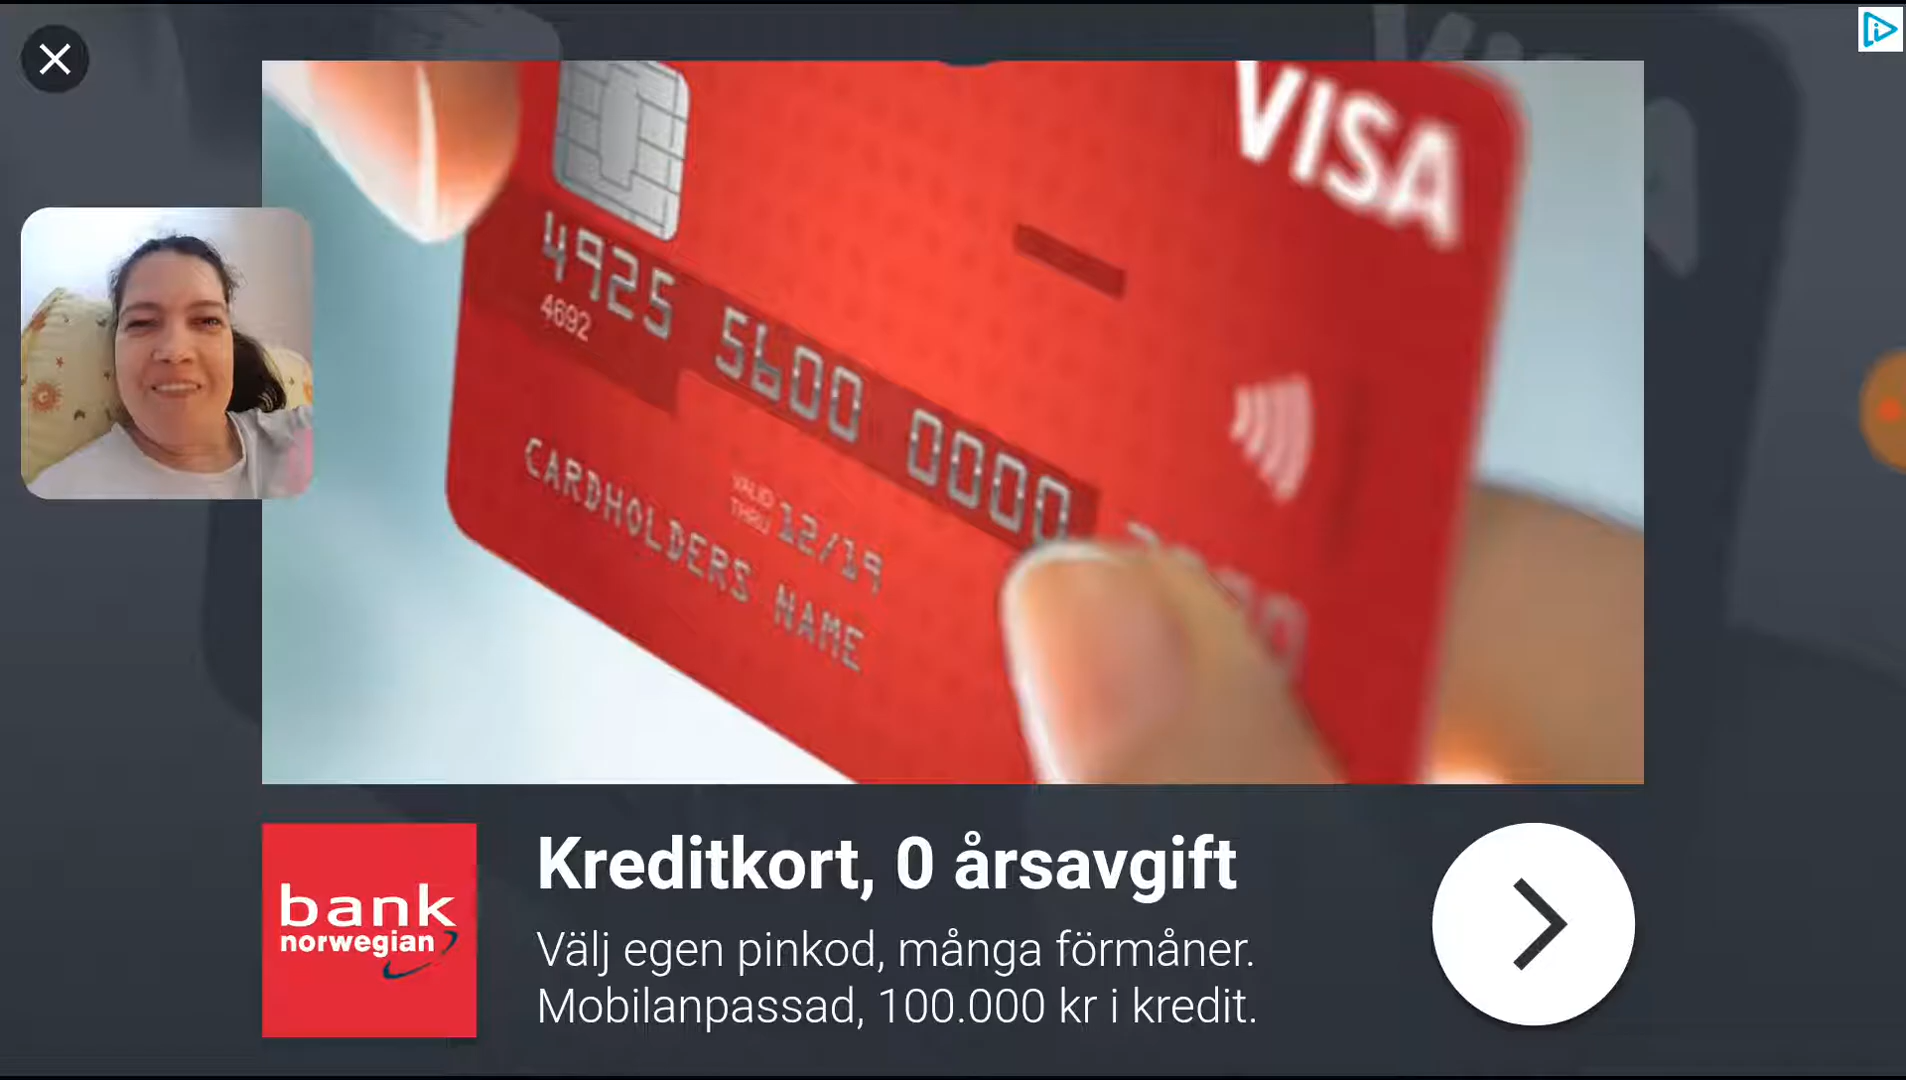 VISA
4925 5600 0000
4692
VALID
THRU
12/19
CARDHOLDERS NAME
bank
norwegian
Kreditkort, 0 årsavgift
Välj egen pinkod, många förmåner.
Mobilanpassad, 100.000 kr i kredit.